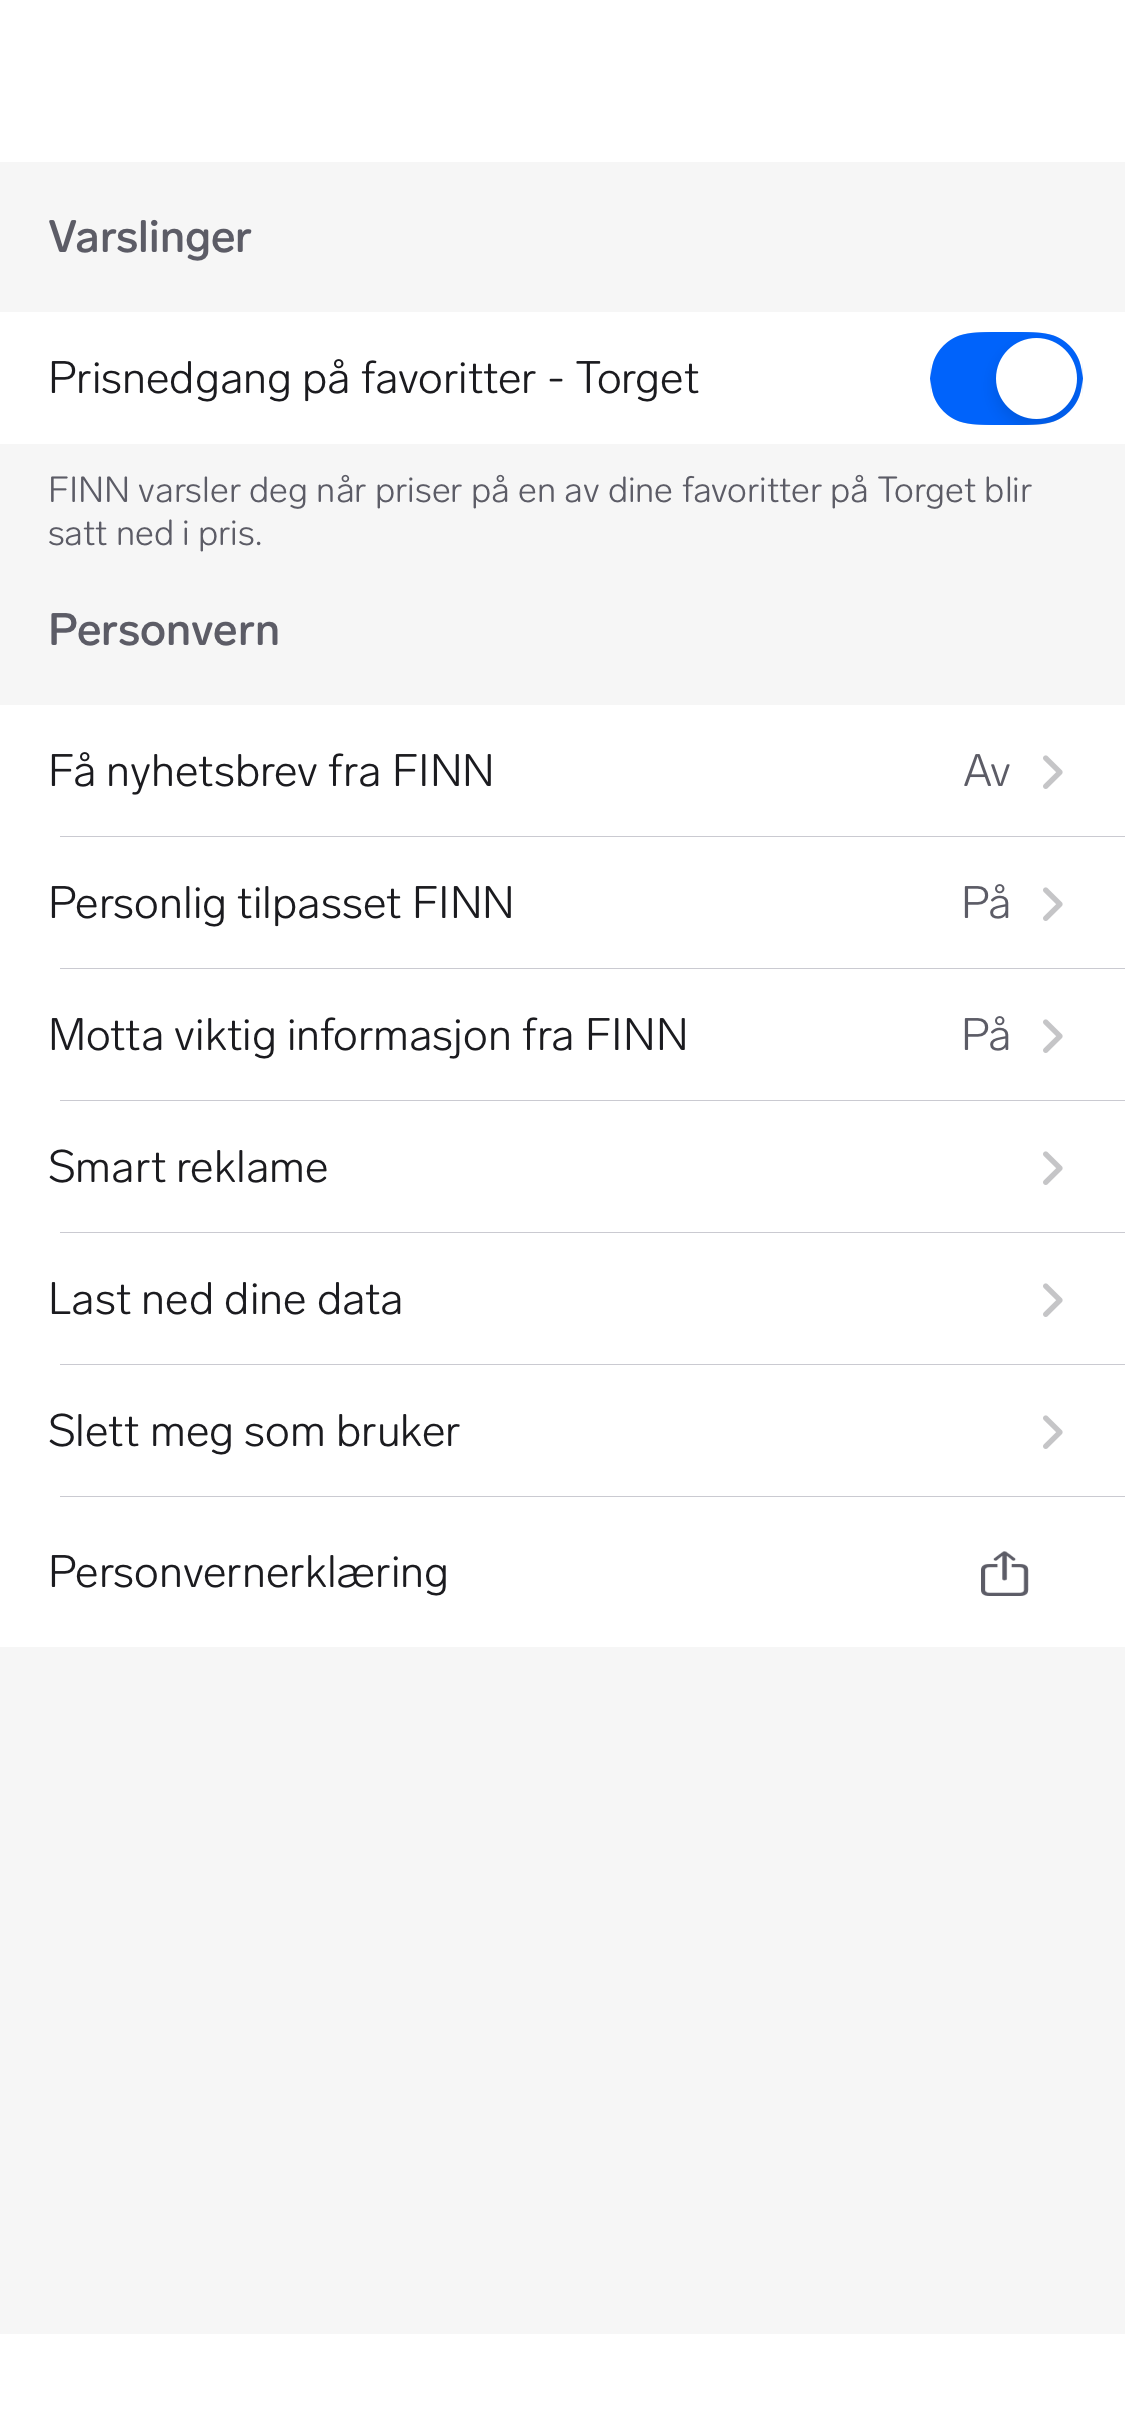 Varslinger
Prisnedgang på favoritter - Torget
FINN varsler deg når priser på en av dine favoritter på Torget blir
satt ned i pris.
Personvern
Få nyhetsbrev fra FINN Av
Personlig tilpasset FINN På
Motta viktig informasjon fra FINN På
Smart reklame
Last ned dine data
Slett meg som bruker
Personvernerklæring